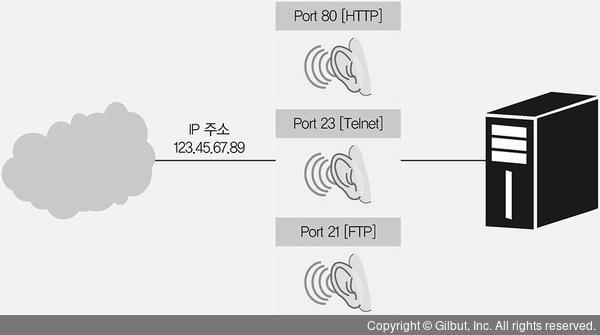 Port 80 [HTTP]
IP 주소
123.45.67.89
Port 23 [Telnet]
Port 21 [FTP]
Copyright © Gilbut, Inc. All rights reserved.